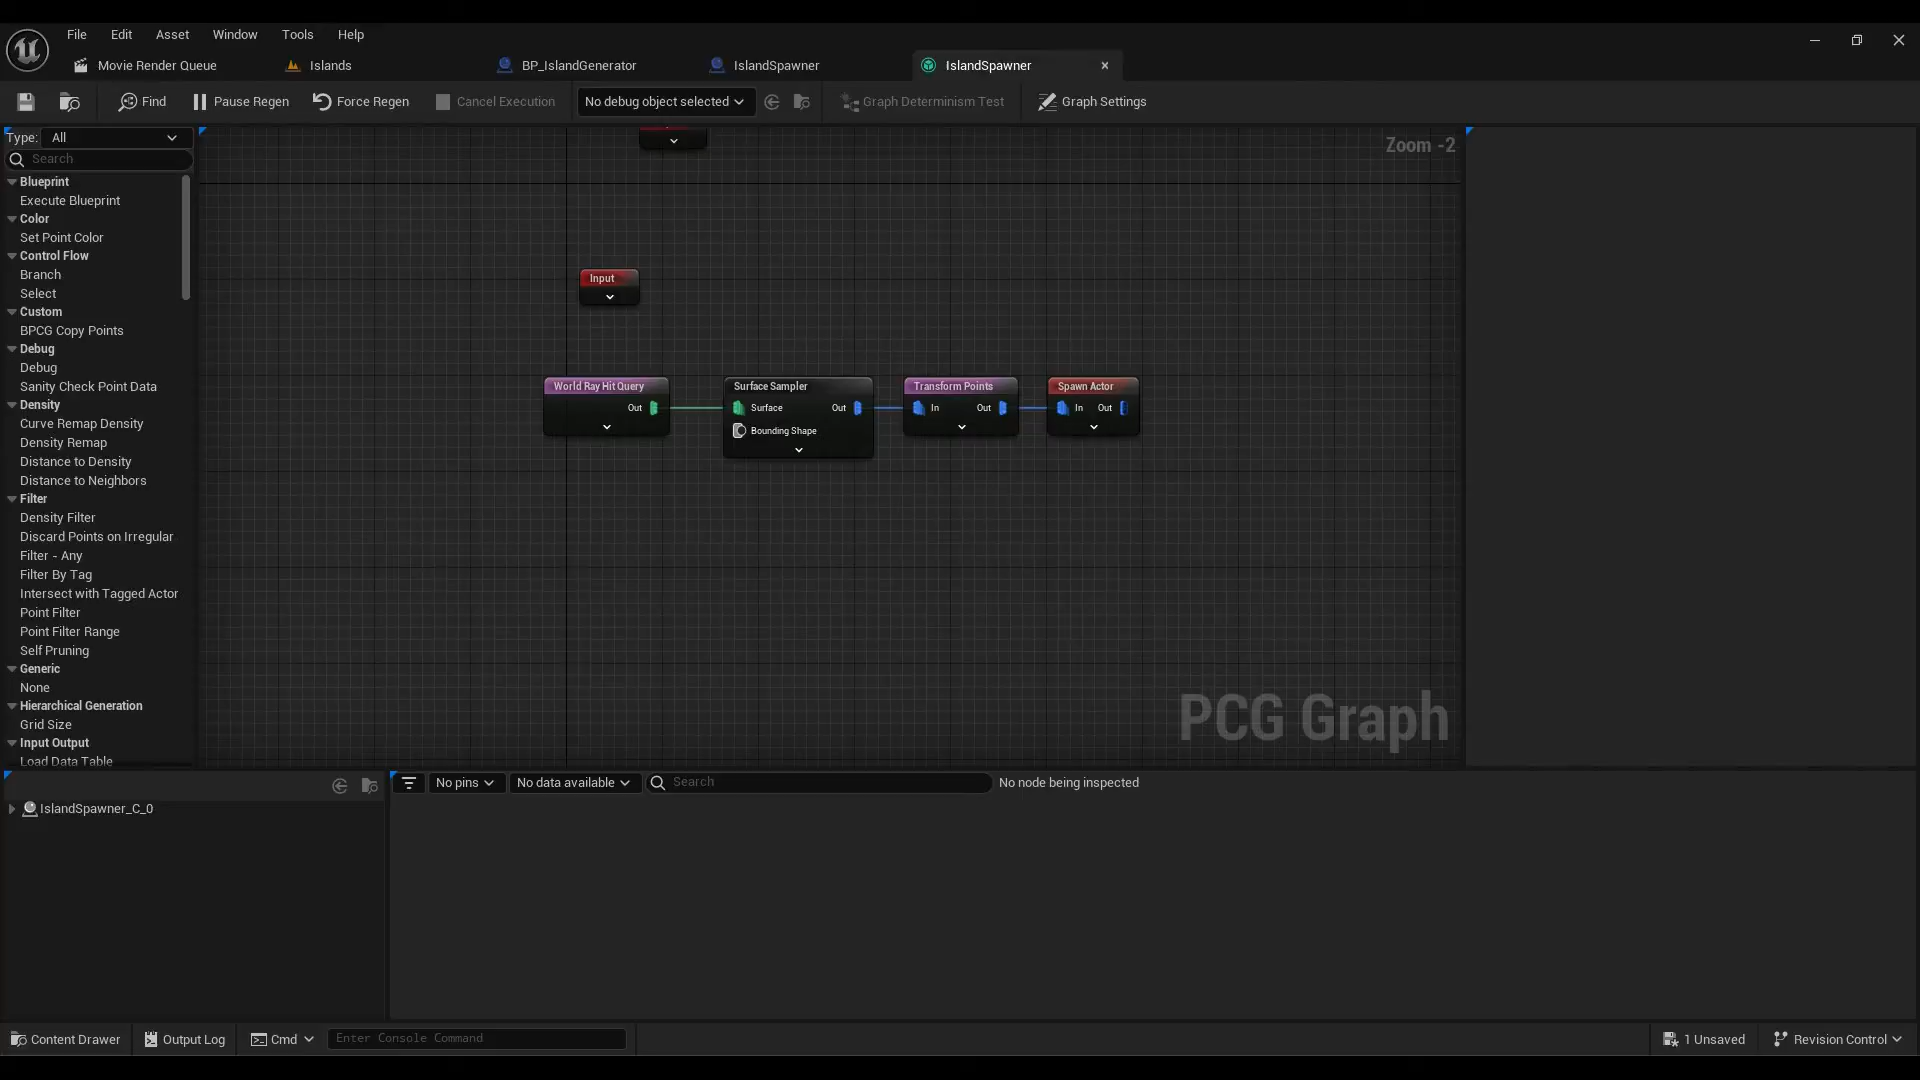 File Edit Asset Window Tools Help
Movie Render Queue Islands BP_IslandGenerator IslandSpawner IslandSpawner
Find Pause Regen Force Regen Cancel Execution No debug object selected Graph Determinism Test Graph Settings
Type: All
Search
Blueprint
Execute Blueprint
Color
Set Point Color
Control Flow
Branch
Select
Custom
BPCG Copy Points
Debug
Debug
Sanity Check Point Data
Density
Curve Remap Density
Density Remap
Distance to Density
Distance to Neighbors
Filter
Density Filter
Discard Points on Irregular
Filter - Any
Filter By Tag
Intersect with Tagged Actor
Point Filter
Point Filter Range
Self Pruning
Generic
None
Hierarchical Generation
Grid Size
Input Output
Load Data Table
Zoom -2
Input
World Ray Hit Query
Out
Surface Sampler
Surface Out
Bounding Shape
Transform Points
In Out
Spawn Actor
In Out
PCG Graph
IslandSpawner_C_0
No pins No data available Search No node being inspected
Content Drawer Output Log Cmd Enter Console Command 1 Unsaved Revision Control